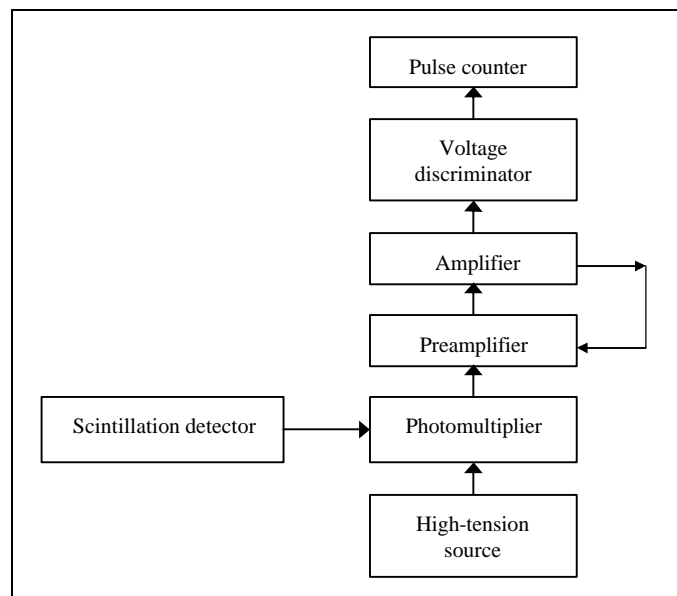 Pulse counter
Voltage
discriminator
Amplifier
Preamplifier
Scintillation detector
Photomultiplier
High-tension
source